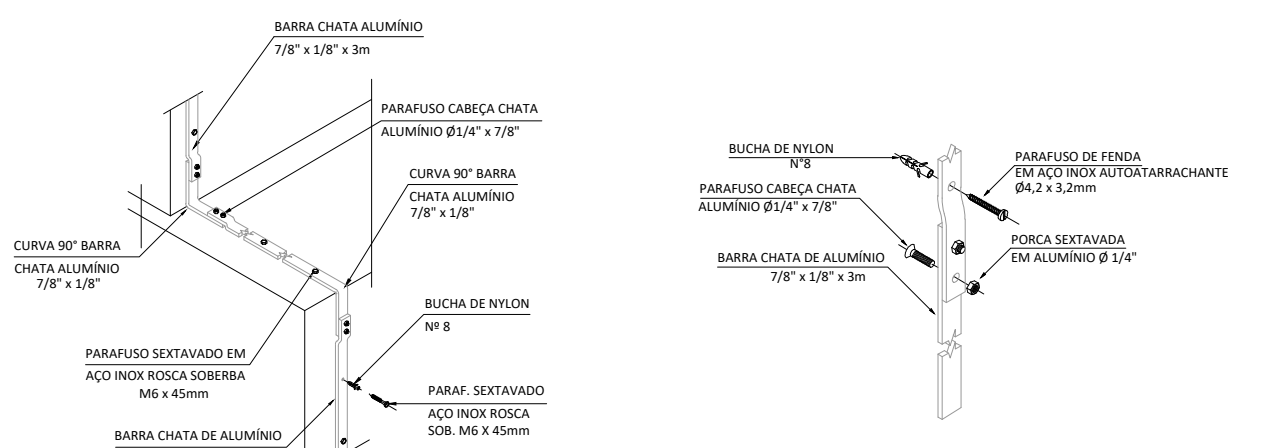 BARRA CHATA ALUMÍNIO
7/8" x 1/8" x 3m
PARAFUSO CABEÇA CHATA
ALUMÍNIO Ø1/4" x 7/8"
CURVA 90° BARRA
CHATA ALUMÍNIO
7/8" x 1/8"
CURVA 90° BARRA
CHATA ALUMÍNIO
7/8" x 1/8"
BUCHA DE NYLON
Nº 8
PARAFUSO SEXTAVADO EM
AÇO INOX ROSCA SOBERBA
M6 x 45mm
PARAF. SEXTAVADO
AÇO INOX ROSCA
SOB. M6 X 45mm
BARRA CHATA DE ALUMÍNIO
BUCHA DE NYLON
N°8
PARAFUSO DE FENDA
EM AÇO INOX AUTOATARRACHANTE
Ø4,2 x 3,2mm
PARAFUSO CABEÇA CHATA
ALUMÍNIO Ø1/4" x 7/8"
PORCA SEXTAVADA
EM ALUMÍNIO Ø 1/4"
BARRA CHATA DE ALUMÍNIO
7/8" x 1/8" x 3m